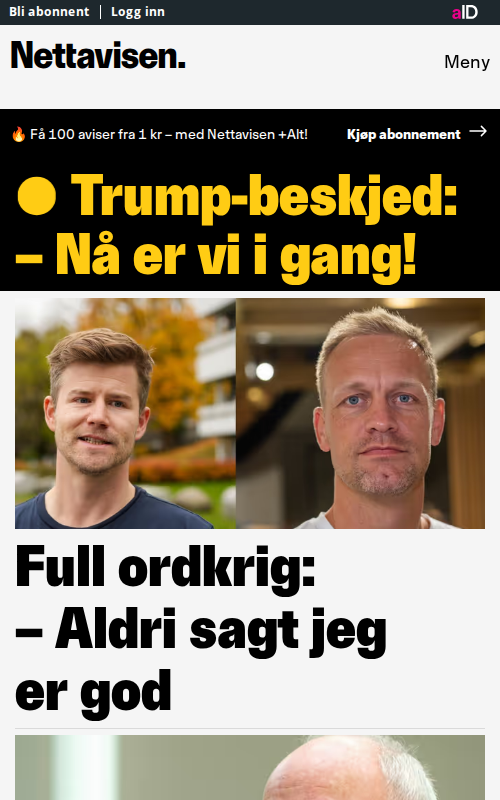 Bli abonnent | Logg inn
aID
Nettavisen.
Meny
🔥 Få 100 aviser fra 1 kr – med Nettavisen +Alt!
Kjøp abonnement →
Trump-beskjed:
– Nå er vi i gang!
Full ordkrig:
– Aldri sagt jeg
er god